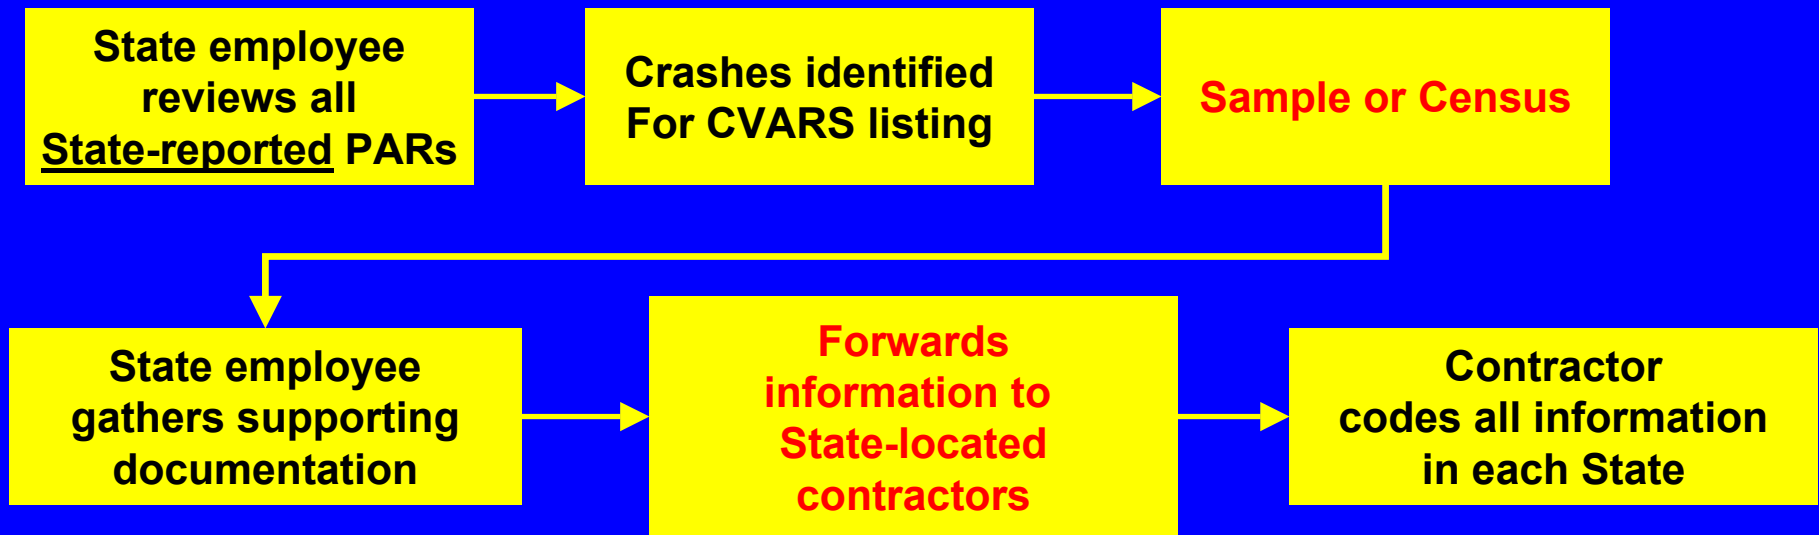 State employee
reviews all
State-reported PARs
Crashes identified
For CVARS listing
Sample or Census
State employee
gathers supporting
documentation
Forwards
information to
State-located
contractors
Contractor
codes all information
in each State